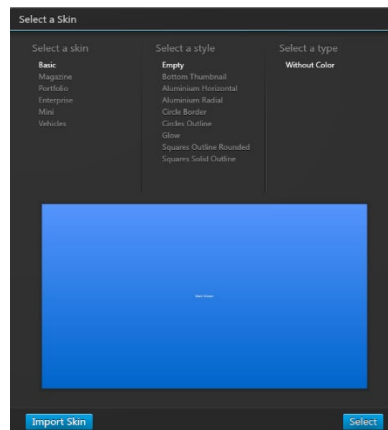 Select a Skin
Select a skin
Basic
Magazine
Portfolio
Enterprise
Mini
Vehicles
Select a style
Empty
Bottom Thumbnail
Aluminium Horizontal
Aluminium Radial
Circle Border
Circles Outline
Glow
Squares Outline Rounded
Squares Solid Outline
Select a type
Without Color
Import Skin
Select